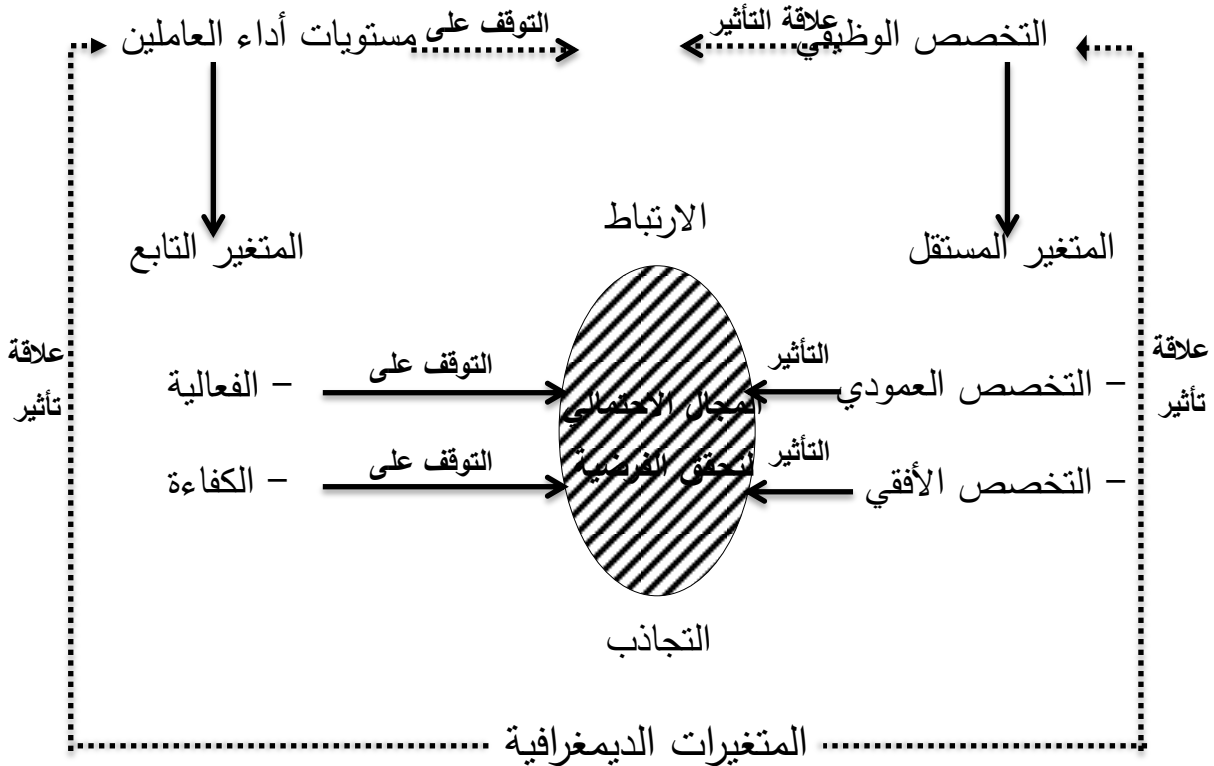 التخصص الوظيفي
علاقة التأثير
التوقف على
مستويات أداء العاملين
الارتباط
المتغير المستقل
المتغير التابع
علاقة
تأثير
– التخصص العمودي
التأثير
المجال الاحتمالي
التوقف على
– الفعالية
– التخصص الأفقي
التأثير
لتحقق الفرضية
التوقف على
– الكفاءة
علاقة
تأثير
التجاذب
المتغيرات الديمغرافية